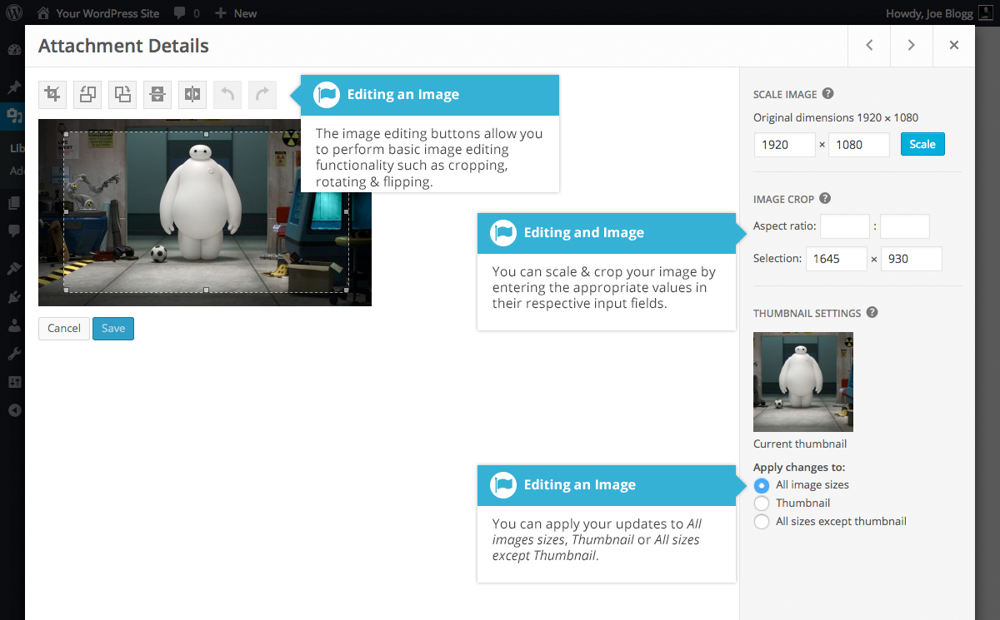 Your WordPress Site 0 New Howdy, Joe Blogg
Attachment Details
Lib
Ad
Editing an Image
The image editing buttons allow you
to perform basic image editing
functionality such as cropping,
rotating & flipping.
Cancel Save
Editing and Image
You can scale & crop your image by
entering the appropriate values in
their respective input fields.
Editing an Image
You can apply your updates to All
images sizes, Thumbnail or All sizes
except Thumbnail.
SCALE IMAGE ?
Original dimensions 1920 × 1080
1920 × 1080 Scale
IMAGE CROP ?
Aspect ratio: :
Selection: 1645 × 930
THUMBNAIL SETTINGS ?
Current thumbnail
Apply changes to:
All image sizes
Thumbnail
All sizes except thumbnail